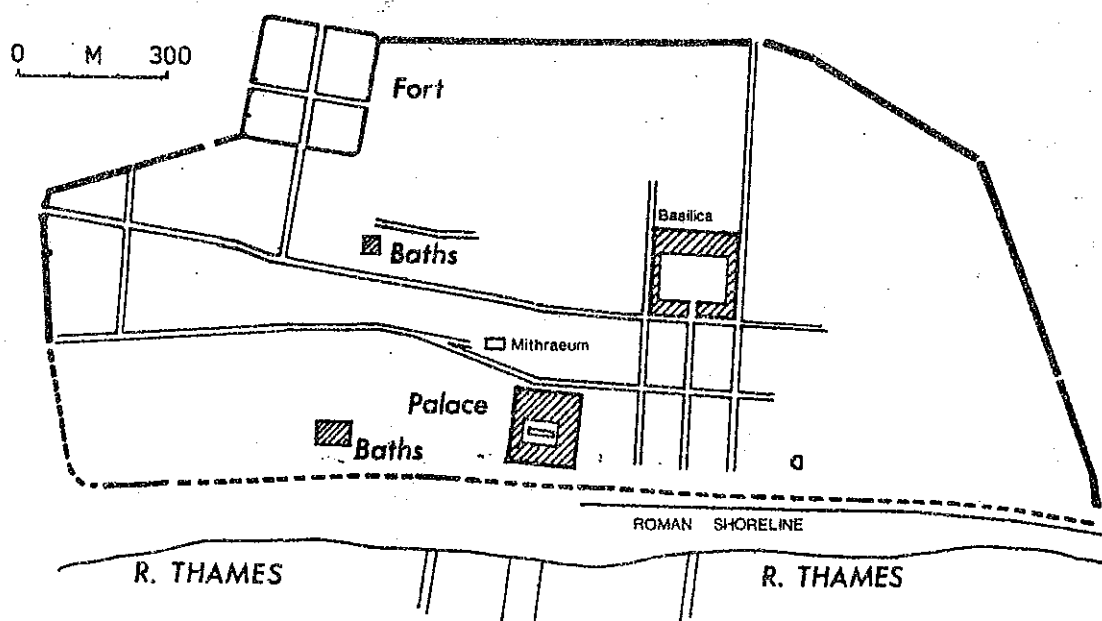 0 M 300
Fort
Basilica
Baths
Mithraeum
Palace
Baths
ROMAN SHORELINE
R. THAMES
R. THAMES